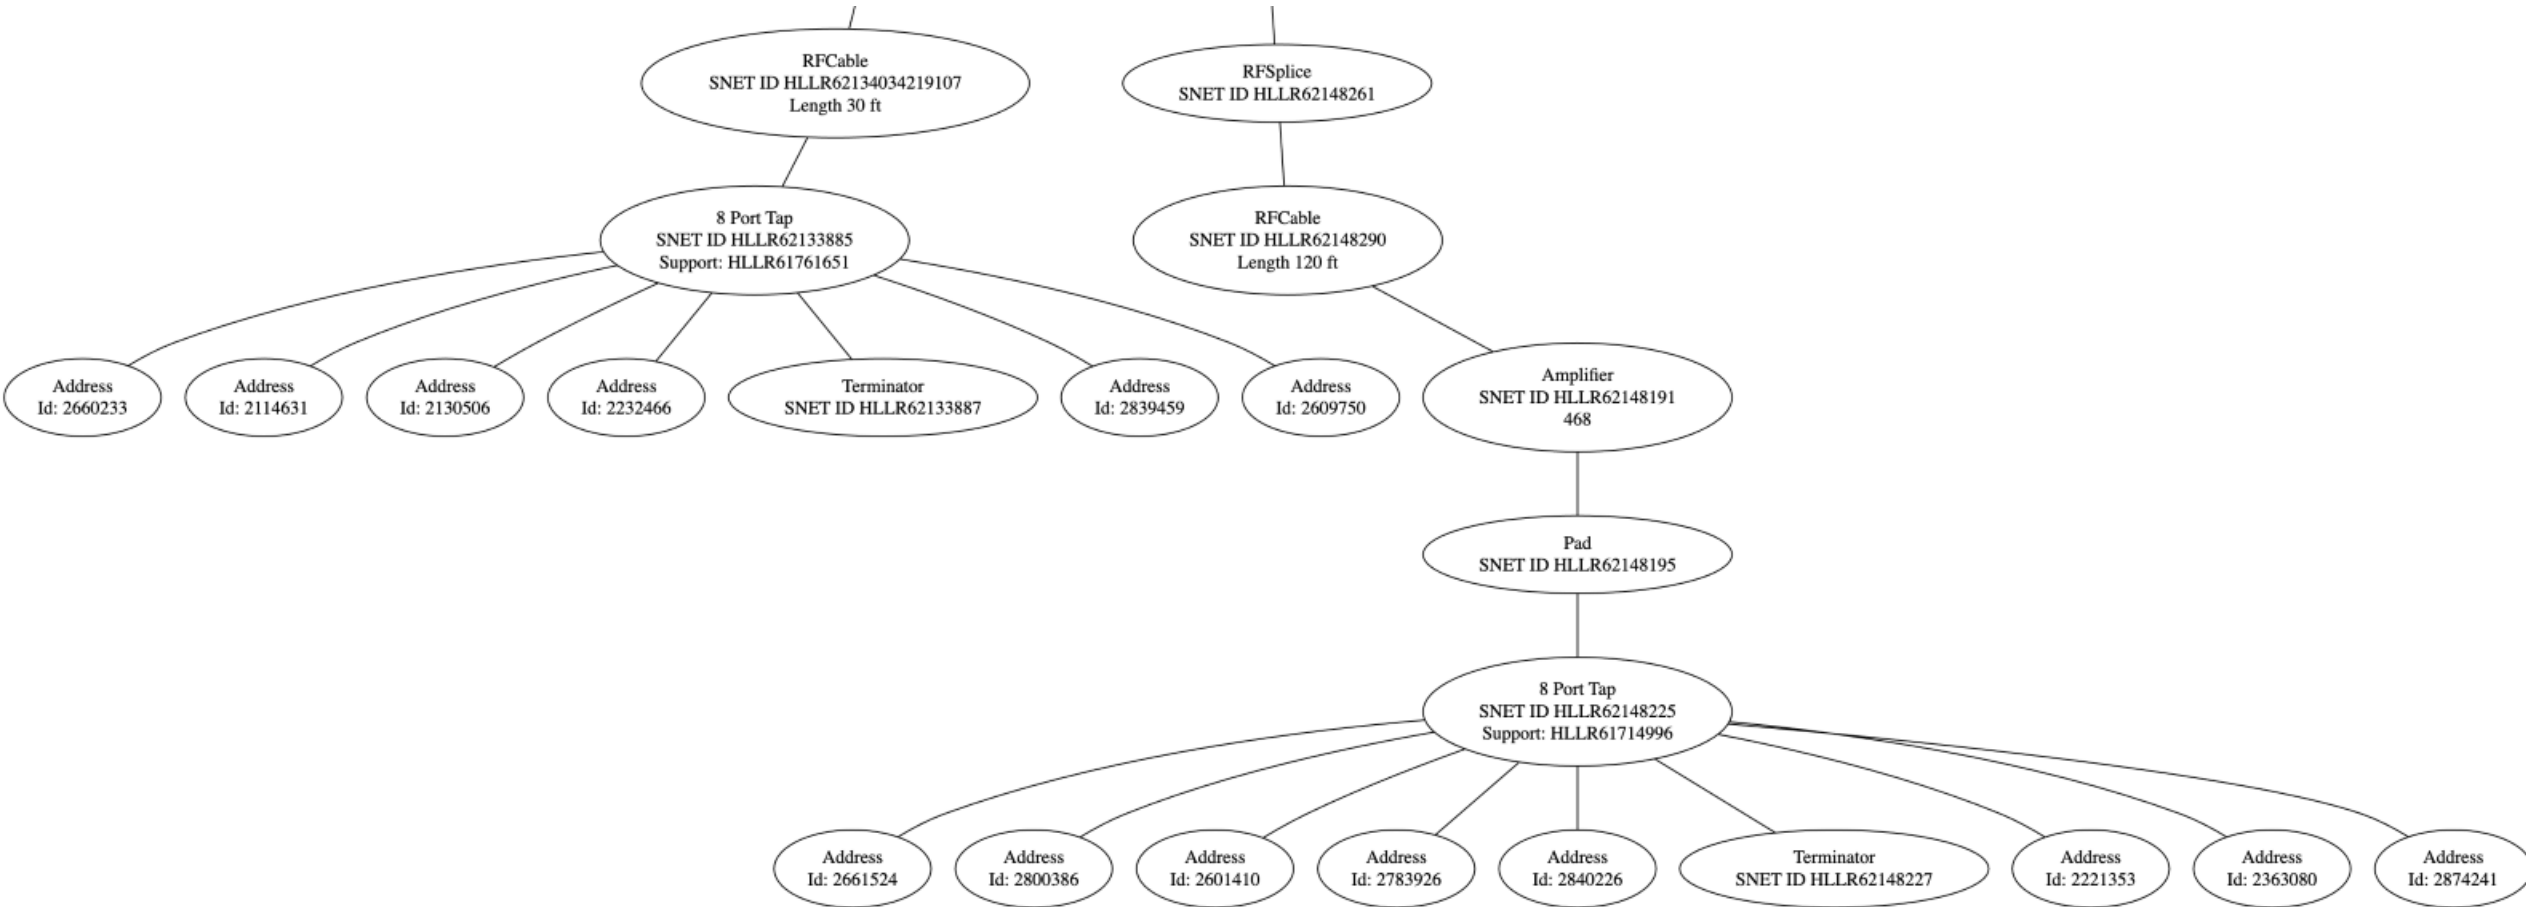 RFCable
SNET ID HLLR62134034219107
Length 30 ft
RFSplice
SNET ID HLLR62148261
8 Port Tap
SNET ID HLLR62133885
Support: HLLR61761651
RFCable
SNET ID HLLR62148290
Length 120 ft
Address
Id: 2660233
Address
Id: 2114631
Address
Id: 2130506
Address
Id: 2232466
Terminator
SNET ID HLLR62133887
Address
Id: 2839459
Address
Id: 2609750
Amplifier
SNET ID HLLR62148191
468
Pad
SNET ID HLLR62148195
8 Port Tap
SNET ID HLLR62148225
Support: HLLR61714996
Address
Id: 2661524
Address
Id: 2800386
Address
Id: 2601410
Address
Id: 2783926
Address
Id: 2840226
Terminator
SNET ID HLLR62148227
Address
Id: 2221353
Address
Id: 2363080
Address
Id: 2874241